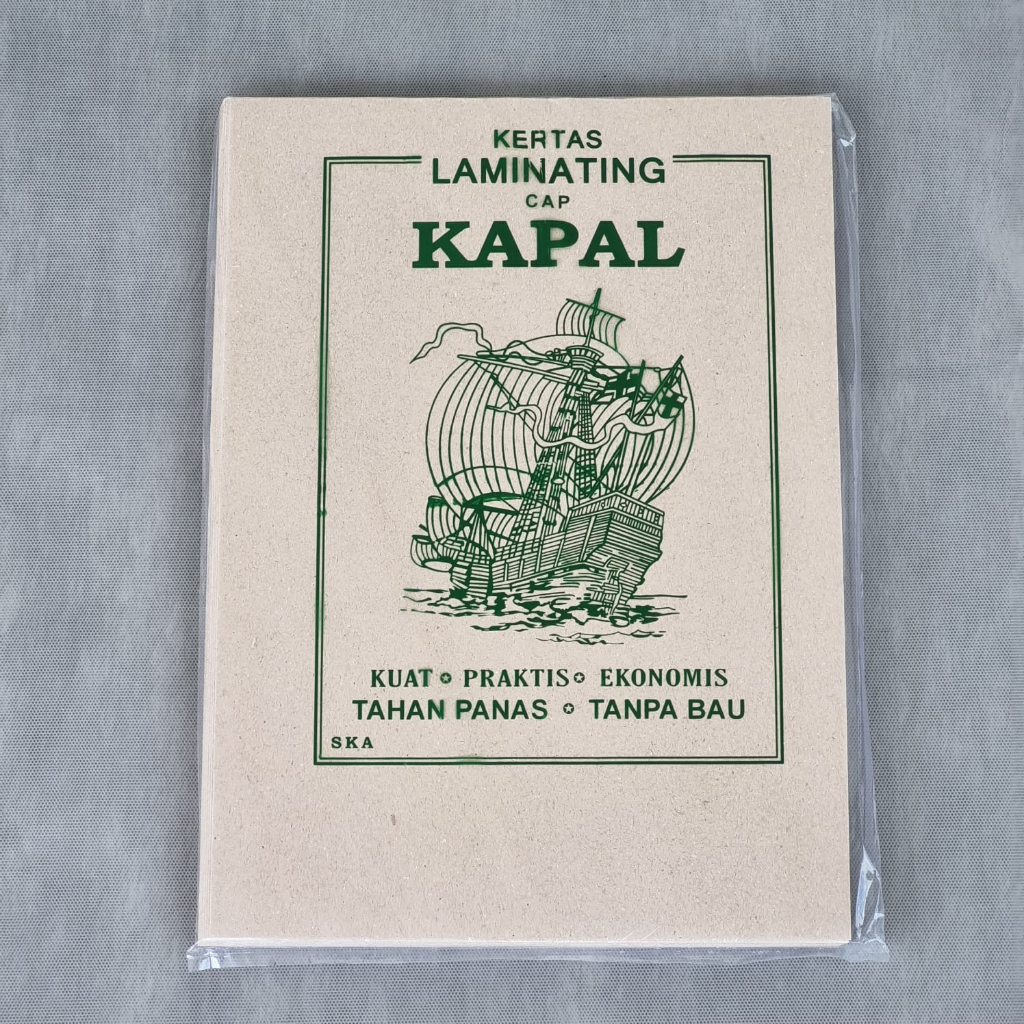 KERTAS
LAMINATING
CAP
KAPAL
KUAT ✪ PRAKTIS ✪ EKONOMIS
TAHAN PANAS ✪ TANPA BAU
SKA